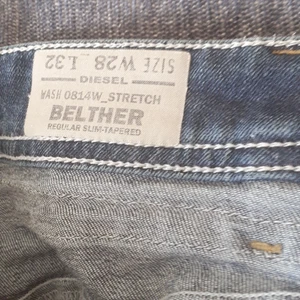 SIZE W28 L32
DIESEL
WASH 0814W_STRETCH
BELTHER
REGULAR SLIM-TAPERED